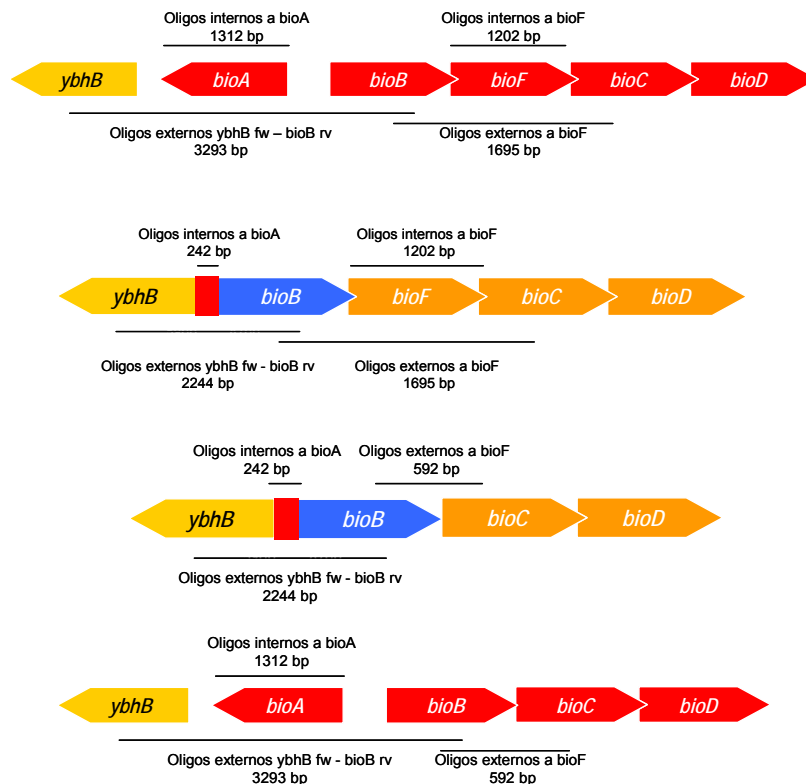 Oligos internos a bioA
1312 bp
Oligos internos a bioF
1202 bp
ybhB
bioA
bioB
bioF
bioC
bioD
Oligos externos ybhB fw – bioB rv
3293 bp
Oligos externos a bioF
1695 bp
Oligos internos a bioA
242 bp
Oligos internos a bioF
1202 bp
ybhB
bioB
bioF
bioC
bioD
Oligos externos ybhB fw - bioB rv
2244 bp
Oligos externos a bioF
1695 bp
Oligos internos a bioA
242 bp
Oligos externos a bioF
592 bp
ybhB
bioB
bioC
bioD
Oligos externos ybhB fw - bioB rv
2244 bp
Oligos internos a bioA
1312 bp
ybhB
bioA
bioB
bioC
bioD
Oligos externos ybhB fw - bioB rv
3293 bp
Oligos externos a bioF
592 bp